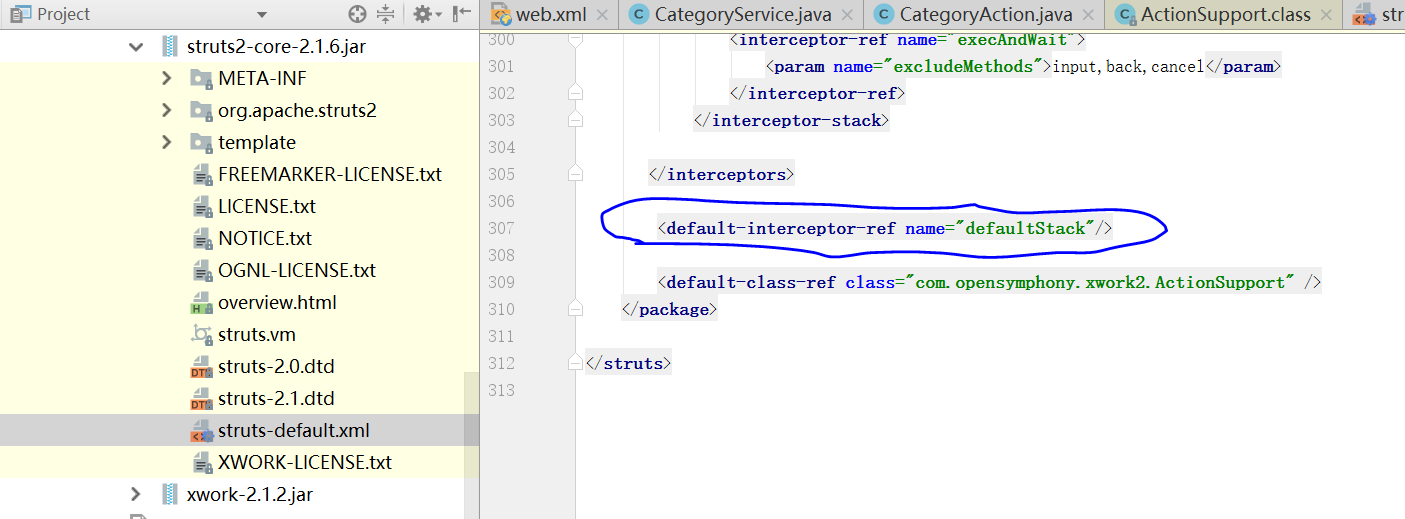 Project
web.xml
CategoryService.java
CategoryAction.java
ActionSupport.class
str
struts2-core-2.1.6.jar
META-INF
org.apache.struts2
template
FREEMARKER-LICENSE.txt
LICENSE.txt
NOTICE.txt
OGNL-LICENSE.txt
overview.html
struts.vm
struts-2.0.dtd
struts-2.1.dtd
struts-default.xml
XWORK-LICENSE.txt
xwork-2.1.2.jar
300 <interceptor-ref name="execAndWait">
301 <param name="excludeMethods">input,back,cancel</param>
302 </interceptor-ref>
303 </interceptor-stack>
304
305 </interceptors>
306
307 <default-interceptor-ref name="defaultStack"/>
308
309 <default-class-ref class="com.opensymphony.xwork2.ActionSupport" />
310 </package>
311
312 </struts>
313